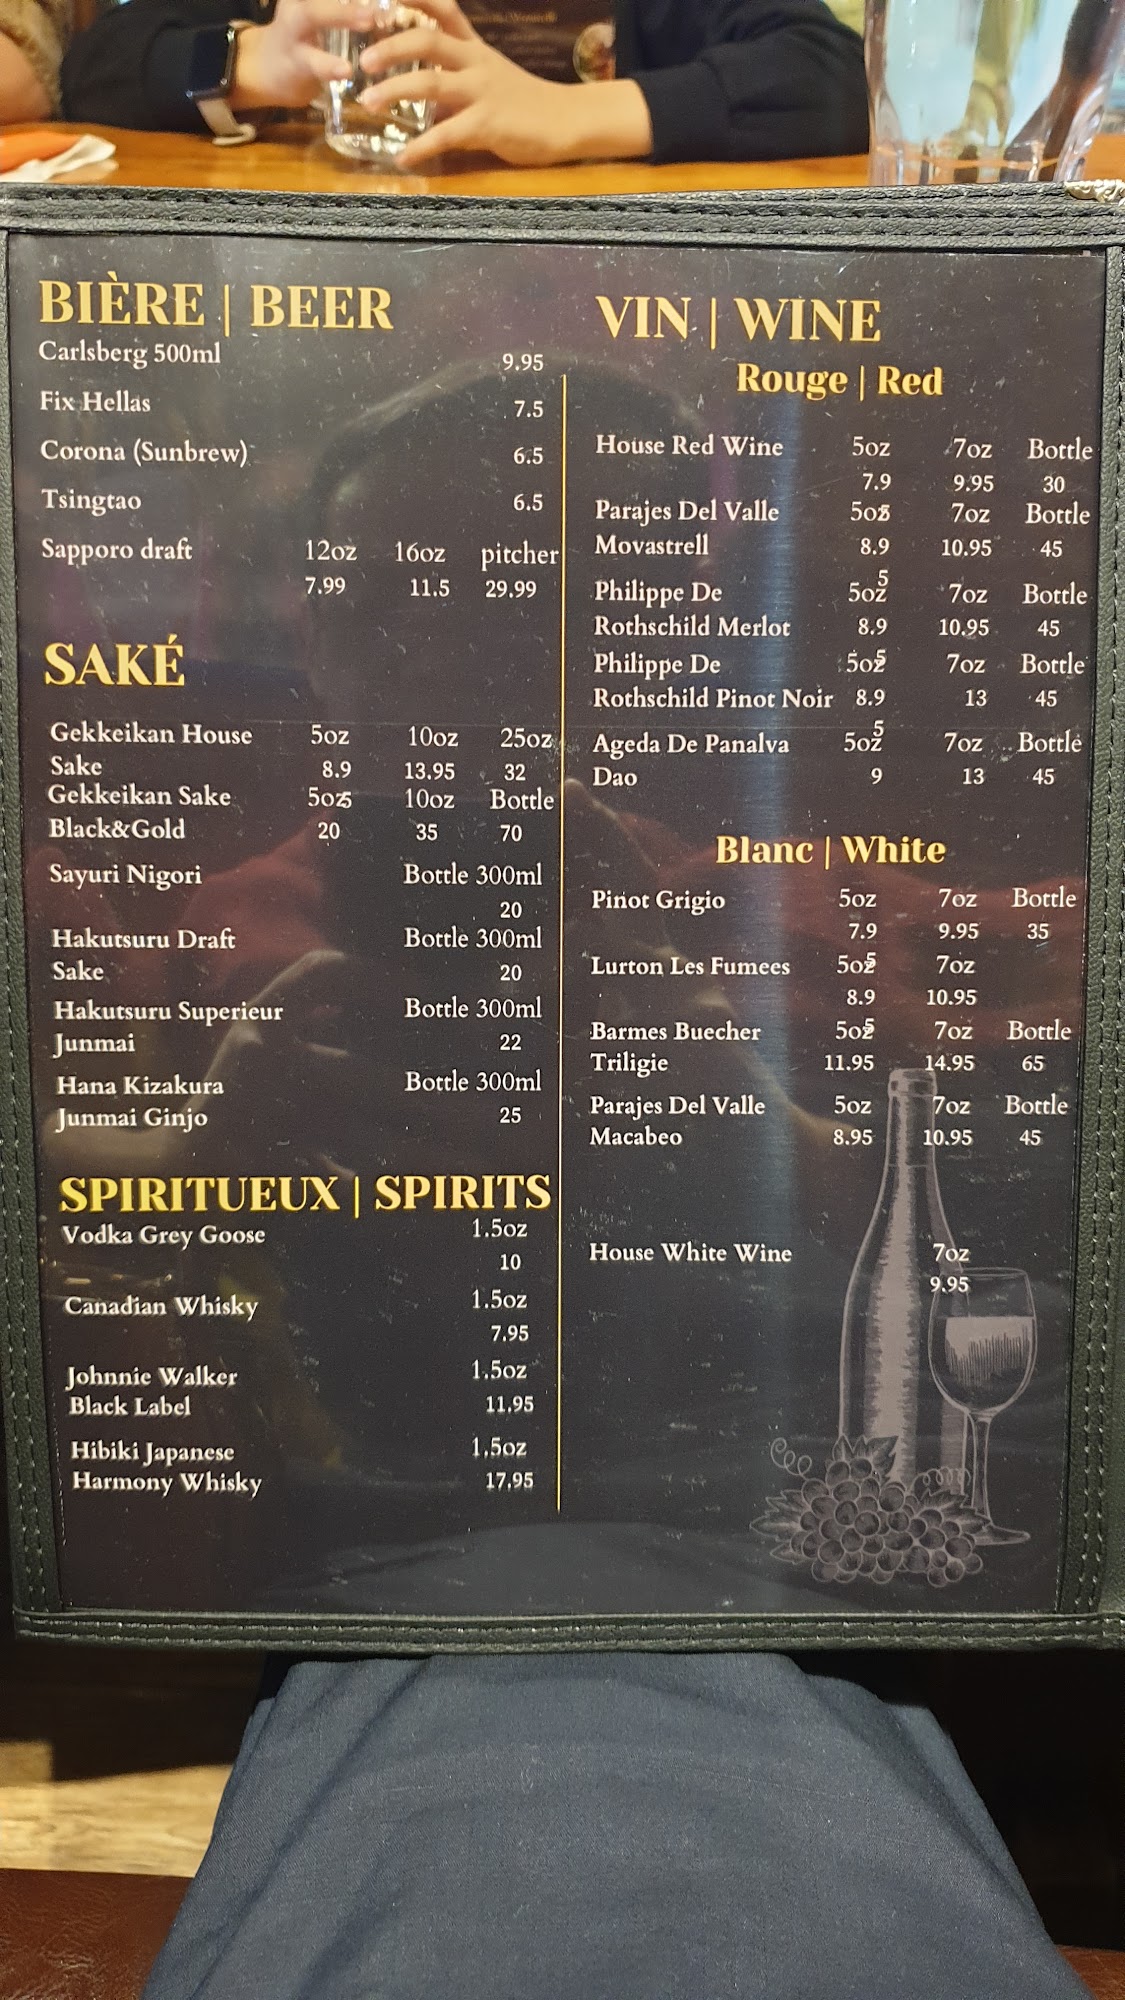 BIÈRE | BEER
Carlsberg 500ml 9.95
Fix Hellas 7.5
Corona (Sunbrew) 6.5
Tsingtao 6.5
Sapporo draft 12oz 16oz pitcher
7.99 11.5 29.99
SAKÉ
Gekkeikan House 5oz 10oz 25oz
Sake 8.9 13.95 32
Gekkeikan Sake 5oz 10oz Bottle
Black&Gold 20 35 70
Sayuri Nigori Bottle 300ml
20
Hakutsuru Draft Bottle 300ml
Sake 20
Hakutsuru Superieur Bottle 300ml
Junmai 22
Hana Kizakura Bottle 300ml
Junmai Ginjo 25
SPIRITUEUX | SPIRITS
Vodka Grey Goose 1.5oz
10
Canadian Whisky 1.5oz
7.95
Johnnie Walker 1.5oz
Black Label 11.95
Hibiki Japanese 1.5oz
Harmony Whisky 17.95
VIN | WINE
Rouge | Red
House Red Wine 5oz 7oz Bottle
7.9 9.95 30
Parajes Del Valle 5oz 7oz Bottle
Movastrell 8.9 10.95 45
Philippe De 5oz 7oz Bottle
Rothschild Merlot 8.9 10.95 45
Philippe De 5oz 7oz Bottle
Rothschild Pinot Noir 8.9 13 45
Ageda De Panalva 5oz 7oz Bottle
Dao 9 13 45
Blanc | White
Pinot Grigio 5oz 7oz Bottle
7.9 9.95 35
Lurton Les Fumees 5oz 7oz
8.9 10.95
Barmes Buecher 5oz 7oz Bottle
Triligie 11.95 14.95 65
Parajes Del Valle 5oz 7oz Bottle
Macabeo 8.95 10.95 45
House White Wine 7oz
9.95